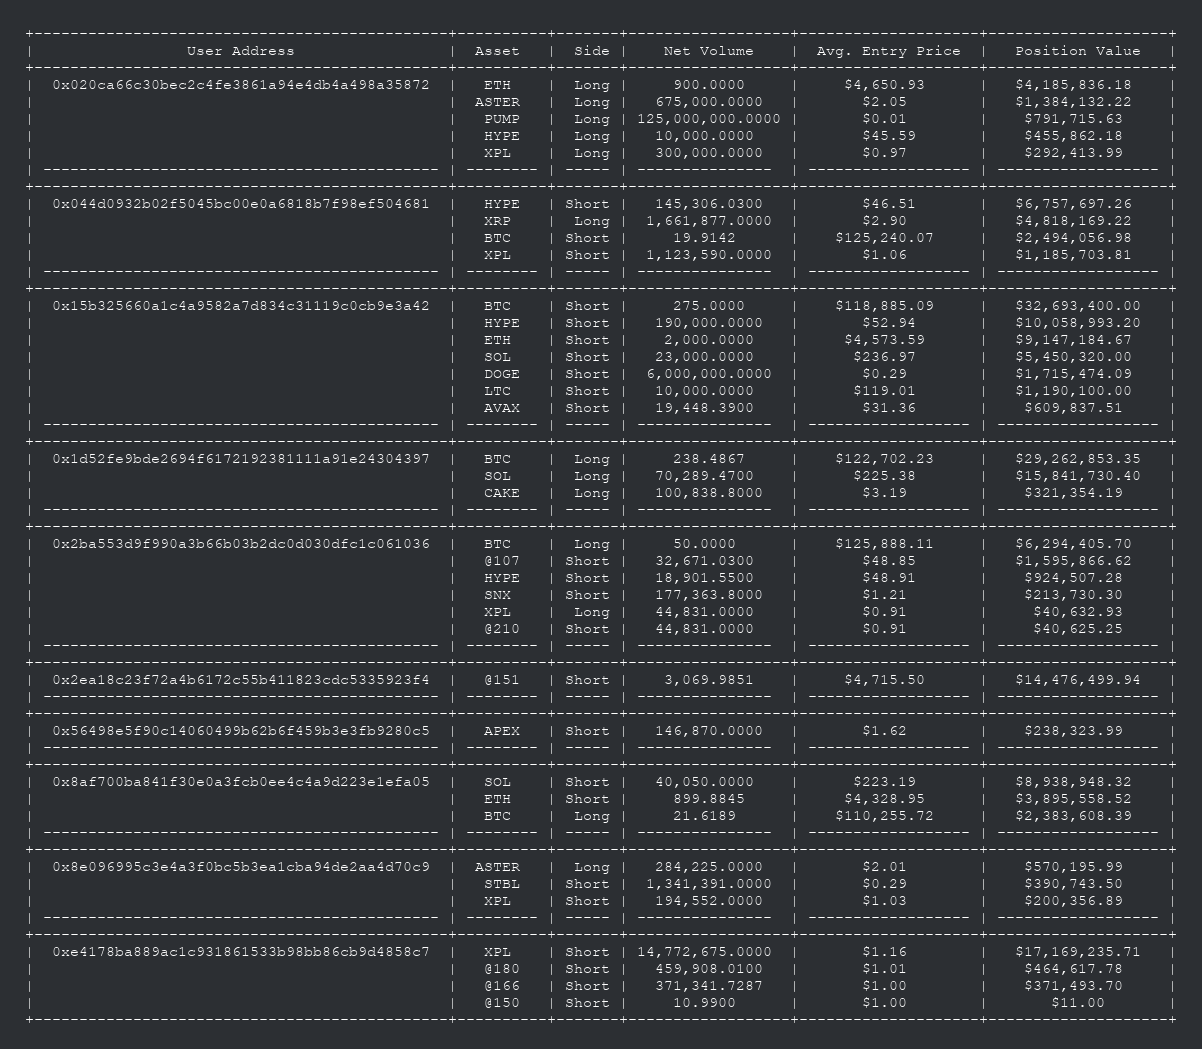 User Address | Asset | Side | Net Volume | Avg. Entry Price | Position Value
0x020ca66c30bec2c4fe3861a94e4db4a498a35872 | ETH | Long | 900.0000 | $4,650.93 | $4,185,836.18
| ASTER | Long | 675,000.0000 | $2.05 | $1,384,132.22
| PUMP | Long | 125,000,000.0000 | $0.01 | $791,715.63
| HYPE | Long | 10,000.0000 | $45.59 | $455,862.18
| XPL | Long | 300,000.0000 | $0.97 | $292,413.99
0x044d0932b02f5045bc00e0a6818b7f98ef504681 | HYPE | Short | 145,306.0300 | $46.51 | $6,757,697.26
| XRP | Long | 1,661,877.0000 | $2.90 | $4,818,169.22
| BTC | Short | 19.9142 | $125,240.07 | $2,494,056.98
| XPL | Short | 1,123,590.0000 | $1.06 | $1,185,703.81
0x15b325660a1c4a9582a7d834c31119c0cb9e3a42 | BTC | Short | 275.0000 | $118,885.09 | $32,693,400.00
| HYPE | Short | 190,000.0000 | $52.94 | $10,058,993.20
| ETH | Short | 2,000.0000 | $4,573.59 | $9,147,184.67
| SOL | Short | 23,000.0000 | $236.97 | $5,450,320.00
| DOGE | Short | 6,000,000.0000 | $0.29 | $1,715,474.09
| LTC | Short | 10,000.0000 | $119.01 | $1,190,100.00
| AVAX | Short | 19,448.3900 | $31.36 | $609,837.51
0x1d52fe9bde2694f6172192381111a91e24304397 | BTC | Long | 238.4867 | $122,702.23 | $29,262,853.35
| SOL | Long | 70,289.4700 | $225.38 | $15,841,730.40
| CAKE | Long | 100,838.8000 | $3.19 | $321,354.19
0x2ba553d9f990a3b66b03b2dc0d030dfc1c061036 | BTC | Long | 50.0000 | $125,888.11 | $6,294,405.70
| @107 | Short | 32,671.0300 | $48.85 | $1,595,866.62
| HYPE | Short | 18,901.5500 | $48.91 | $924,507.28
| SNX | Short | 177,363.8000 | $1.21 | $213,730.30
| XPL | Long | 44,831.0000 | $0.91 | $40,632.93
| @210 | Short | 44,831.0000 | $0.91 | $40,625.25
0x2ea18c23f72a4b6172c55b411823cdc5335923f4 | @151 | Short | 3,069.9851 | $4,715.50 | $14,476,499.94
0x56498e5f90c14060499b62b6f459b3e3fb9280c5 | APEX | Short | 146,870.0000 | $1.62 | $238,323.99
0x8af700ba841f30e0a3fcb0ee4c4a9d223e1efa05 | SOL | Short | 40,050.0000 | $223.19 | $8,938,948.32
| ETH | Short | 899.8845 | $4,328.95 | $3,895,558.52
| BTC | Long | 21.6189 | $110,255.72 | $2,383,608.39
0x8e096995c3e4a3f0bc5b3ea1cba94de2aa4d70c9 | ASTER | Long | 284,225.0000 | $2.01 | $570,195.99
| STBL | Short | 1,341,391.0000 | $0.29 | $390,743.50
| XPL | Short | 194,552.0000 | $1.03 | $200,356.89
0xe4178ba889ac1c931861533b98bb86cb9d4858c7 | XPL | Short | 14,772,675.0000 | $1.16 | $17,169,235.71
| @180 | Short | 459,908.0100 | $1.01 | $464,617.78
| @166 | Short | 371,341.7287 | $1.00 | $371,493.70
| @150 | Short | 10.9900 | $1.00 | $11.00